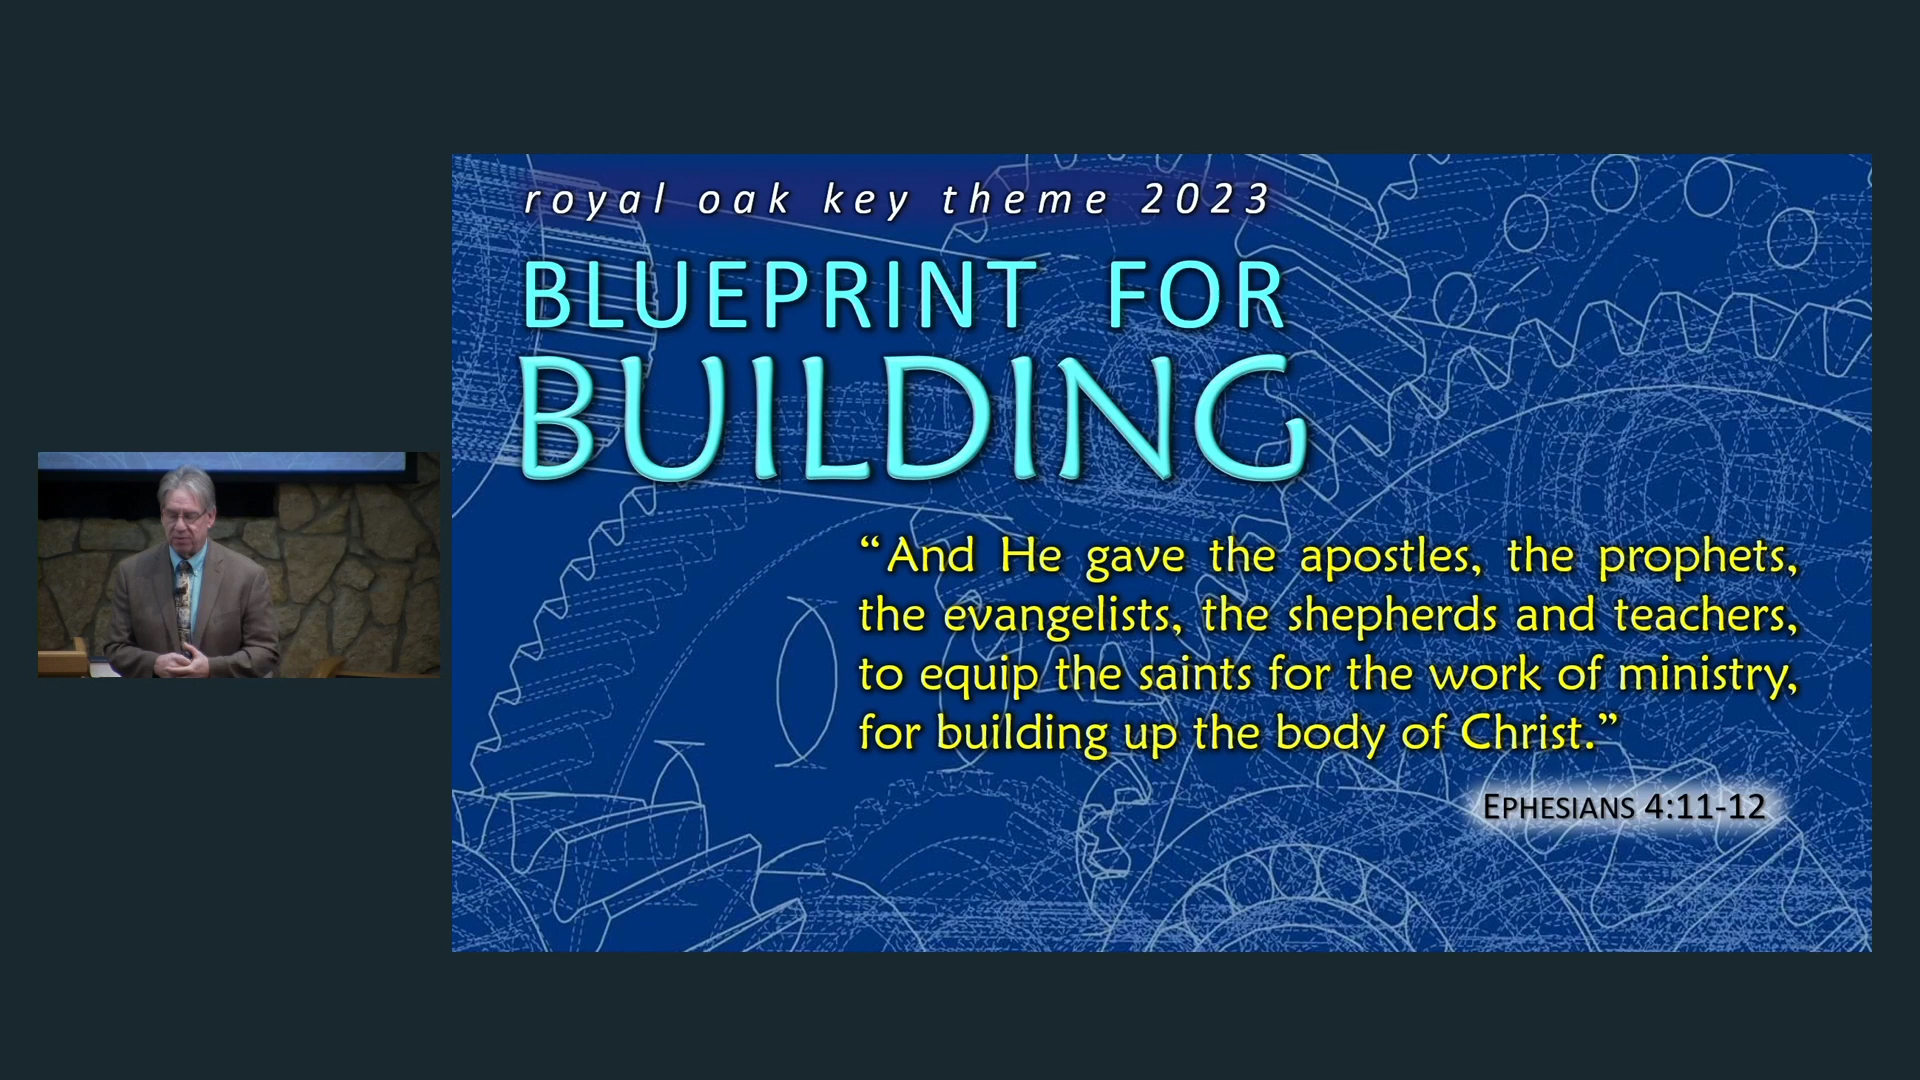 royal oak key theme 2023
BLUEPRINT FOR
BUILDING
“And He gave the apostles, the prophets,
the evangelists, the shepherds and teachers,
to equip the saints for the work of ministry,
for building up the body of Christ.”
EPHESIANS 4:11-12